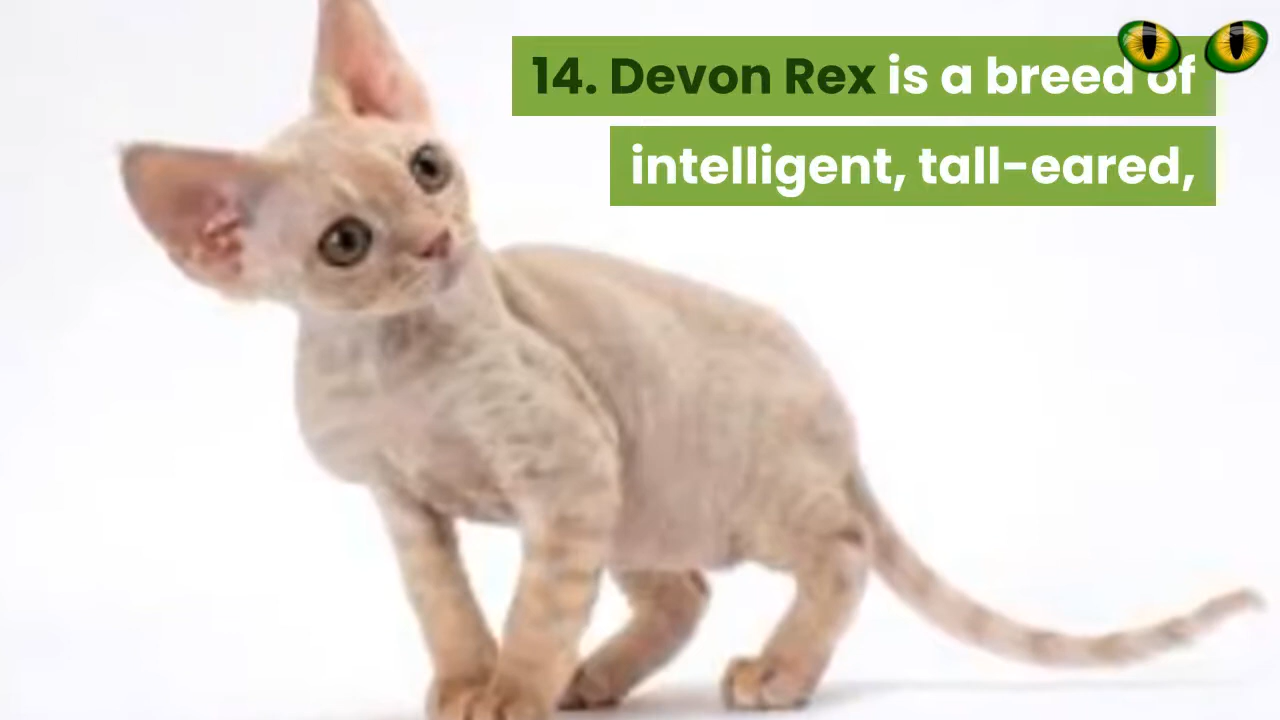 14. Devon Rex is a breed of
intelligent, tall-eared,